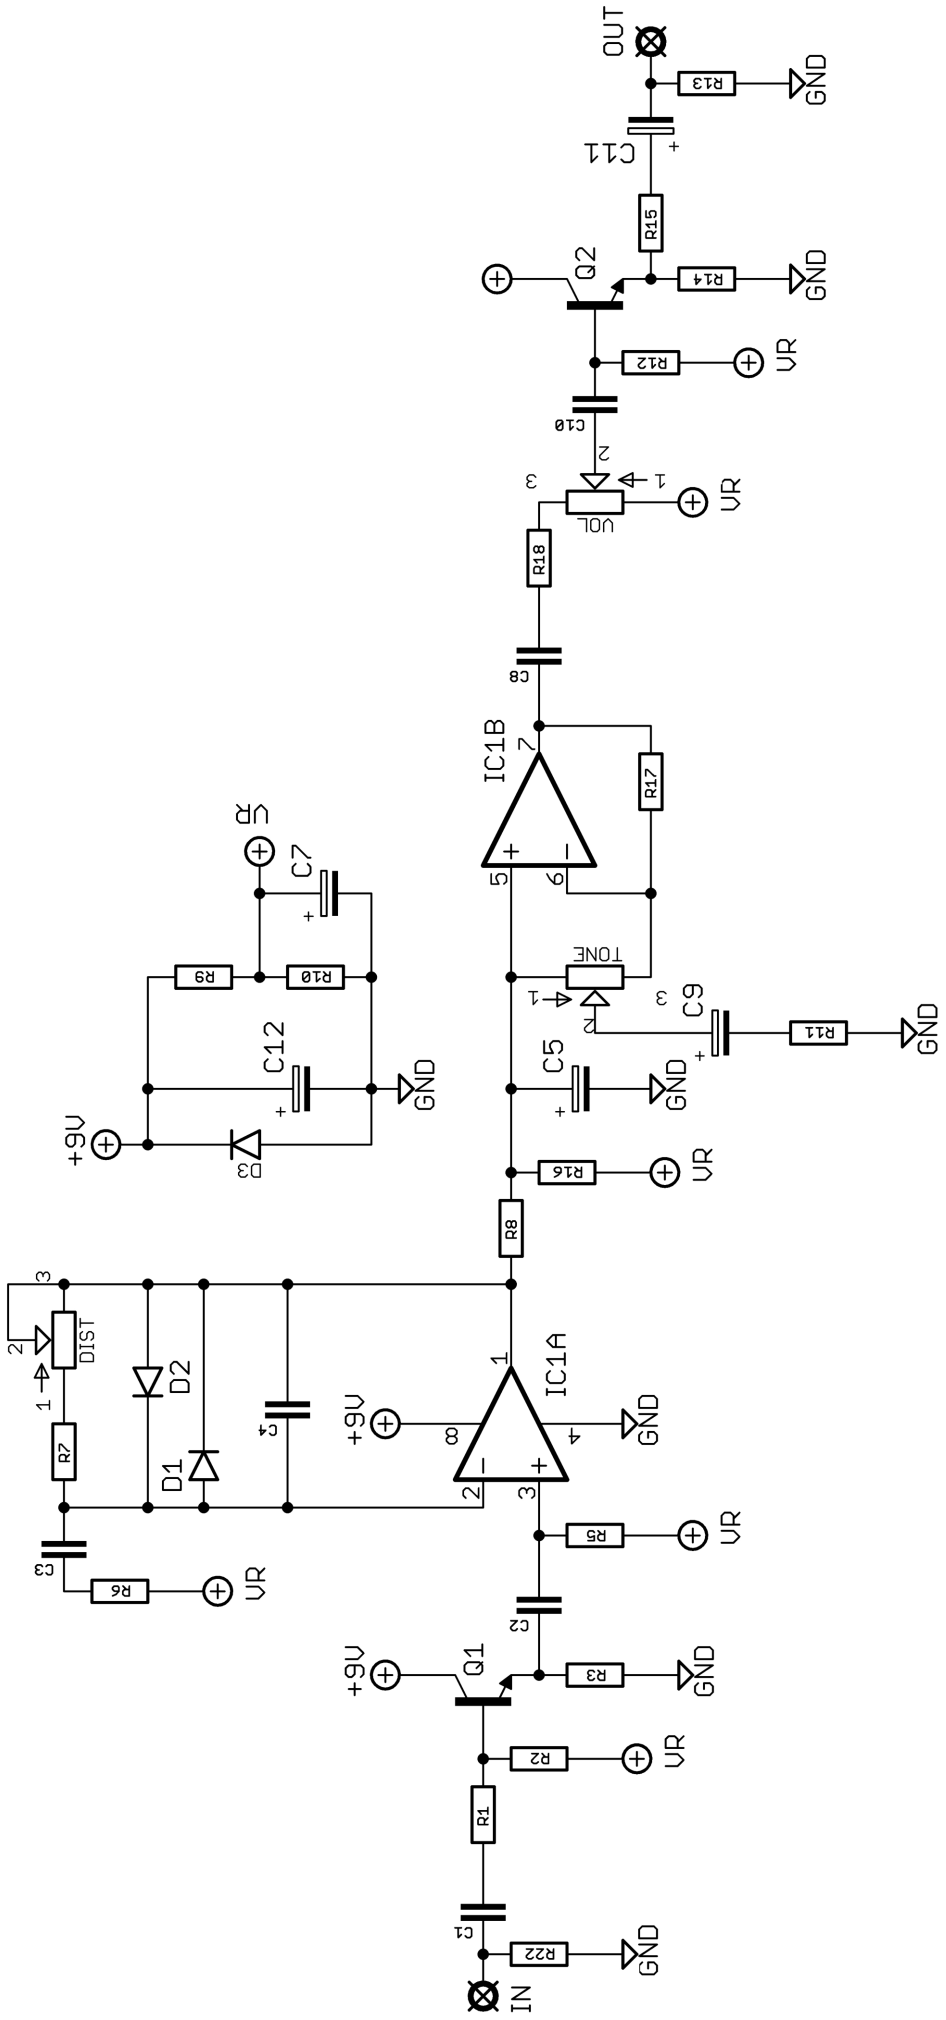 OUT
R13
GND
C11
+
R15
Q2
R14
GND
R12
VR
C10
2
3
1
VOL
VR
R18
C8
IC1B
7
R17
5
+
-
6
VR
C7
+
R9
R10
TONE
1
2
3
C9
+
R11
GND
C12
+
GND
+9V
D3
C5
+
GND
R16
VR
R8
3
2
1
DIST
R7
D2
D1
C4
1
IC1A
+9V
8
4
GND
2
-
3
+
C3
R6
VR
R5
VR
C2
+9V
Q1
R3
GND
R2
VR
R1
C1
R22
GND
IN